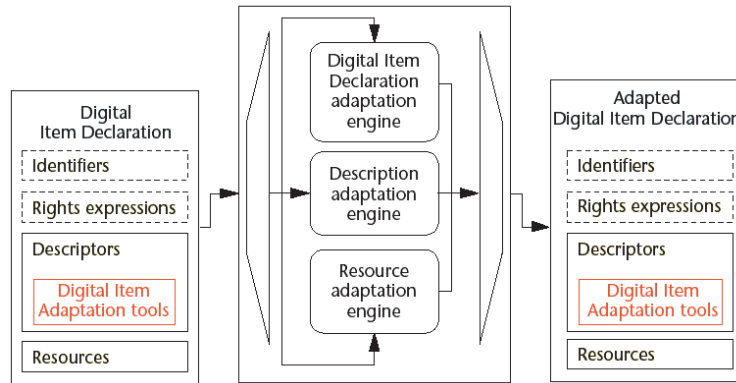 Digital
Item Declaration
Identifiers
Rights expressions
Descriptors
Digital Item
Adaptation tools
Resources
Digital Item
Declaration
adaptation
engine
Description
adaptation
engine
Resource
adaptation
engine
Adapted
Digital Item Declaration
Identifiers
Rights expressions
Descriptors
Digital Item
Adaptation tools
Resources